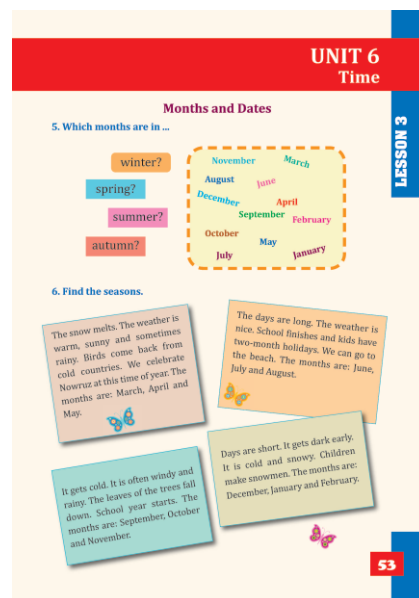 UNIT 6
Time
LESSON 3
Months and Dates
5. Which months are in ...
winter?
spring?
summer?
autumn?
November
March
August
June
December
April
September
February
October
May
July
January
6. Find the seasons.
The snow melts. The weather is
warm, sunny and sometimes
rainy. Birds come back from
cold countries. We celebrate
Nowruz at this time of year. The
months are: March, April and
May.
The days are long. The weather is
nice. School finishes and kids have
two-month holidays. We can go to
the beach. The months are: June,
July and August.
It gets cold. It is often windy and
rainy. The leaves of the trees fall
down. School year starts. The
months are: September, October
and November.
Days are short. It gets dark early.
It is cold and snowy. Children
make snowmen. The months are:
December, January and February.
53